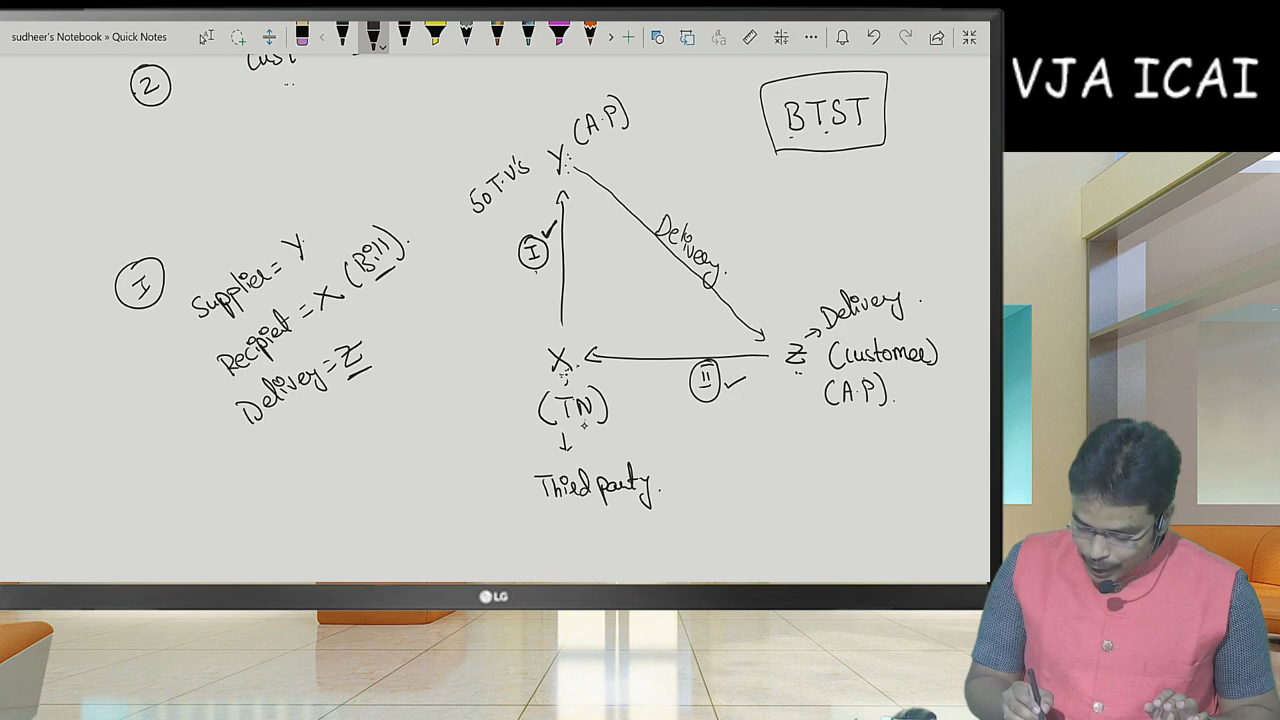 sudheer's Notebook » Quick Notes
VJA ICAI
2
BTST
Y (A.P)
50 T.V's
I
Delivery
I
Supplier = Y
Recipient = X (Bill).
Delivery = Z
Z → Delivery.
(customer)
(A.P).
X
II
(TN)
↓
Third party.
LG